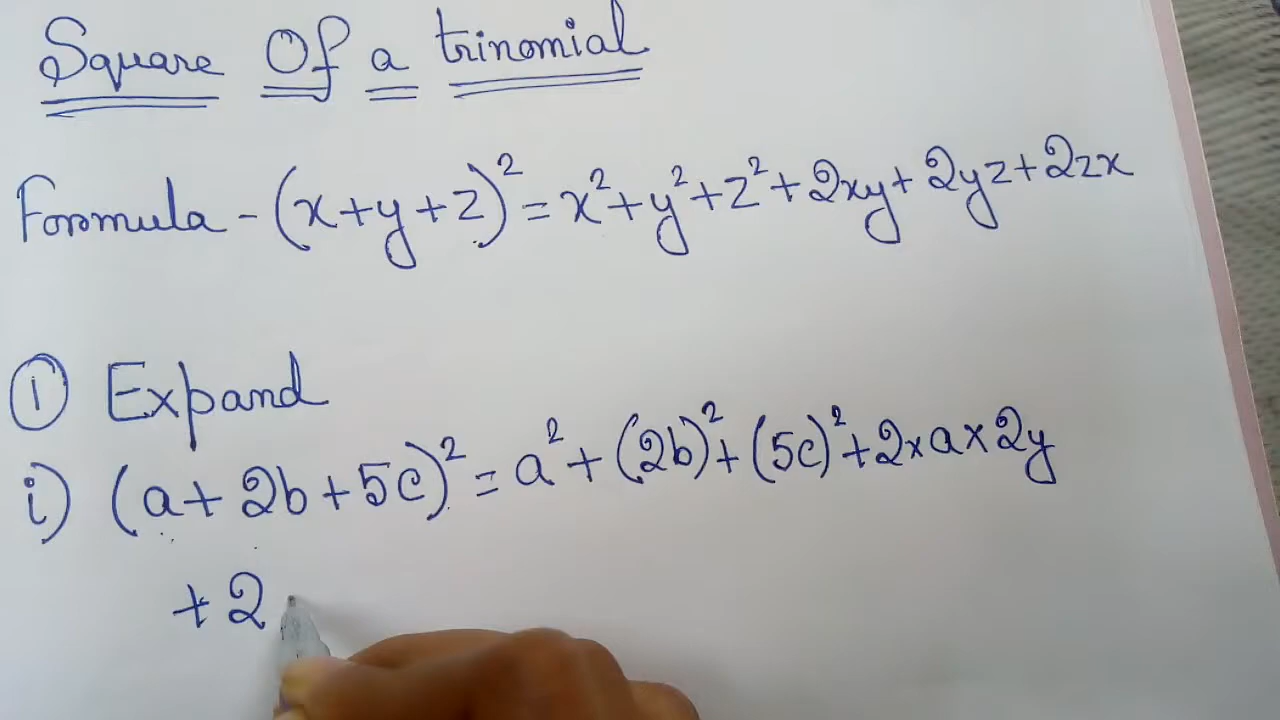 Square Of a trinomial
Formula - (x+y+z)² = x²+y²+z²+2xy+2yz+2zx
① Expand
i) (a+2b+5c)² = a²+(2b)²+(5c)²+2×a×2y
+2